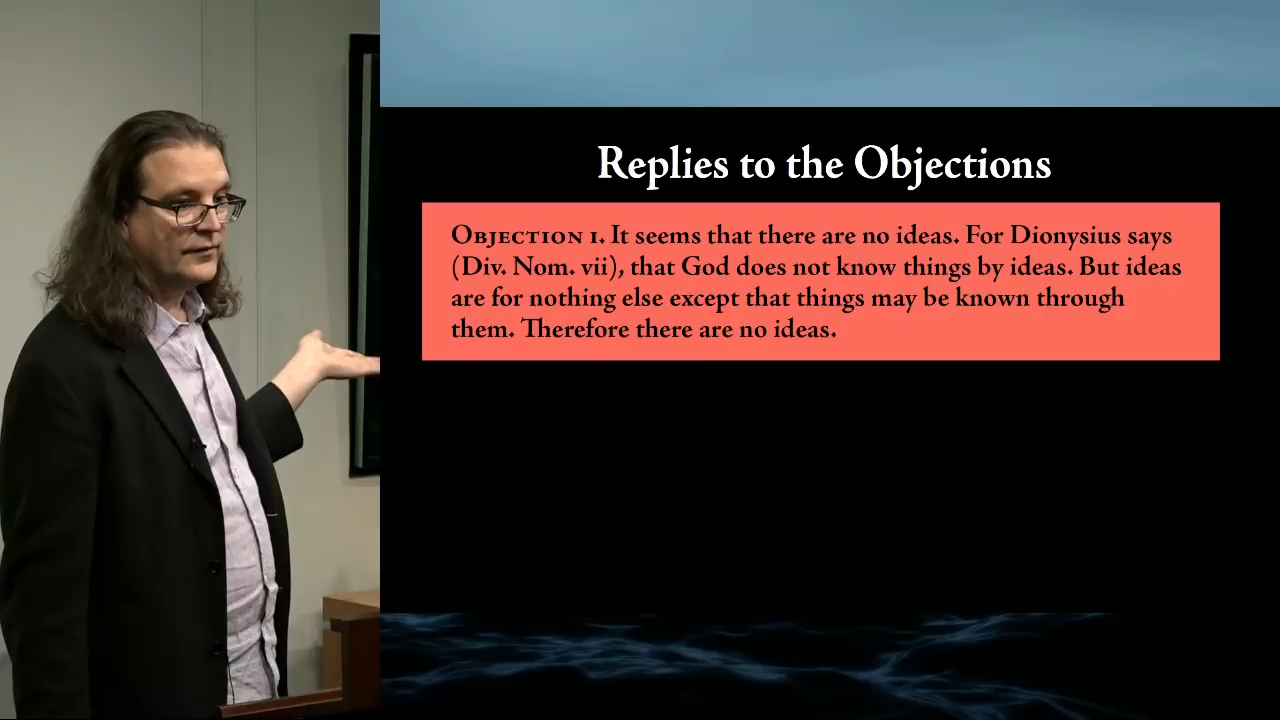 Replies to the Objections
Objection 1. It seems that there are no ideas. For Dionysius says
(Div. Nom. vii), that God does not know things by ideas. But ideas
are for nothing else except that things may be known through
them. Therefore there are no ideas.